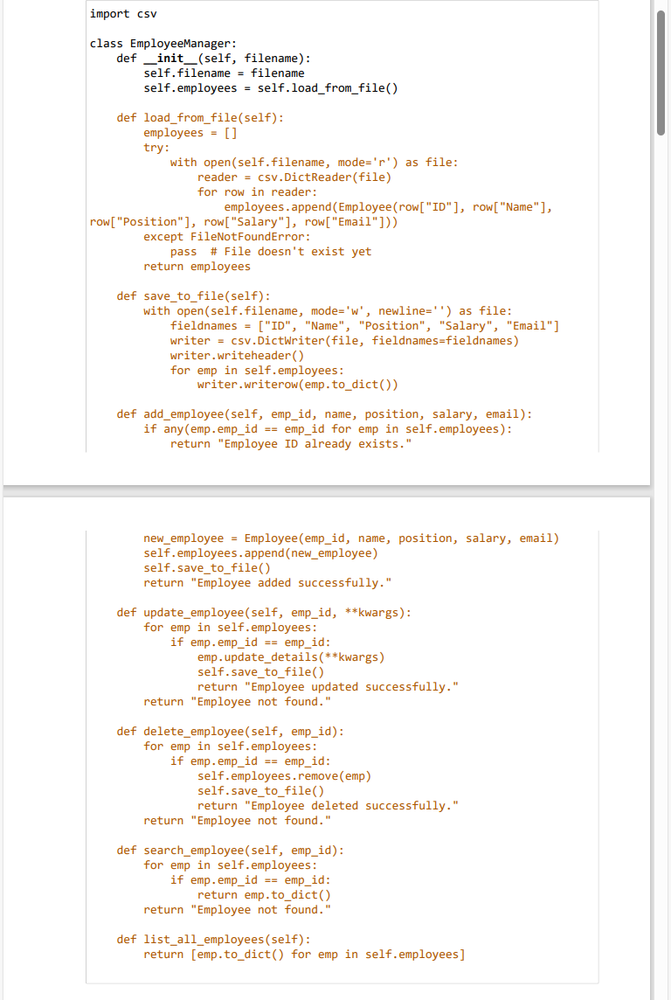 import csv

class EmployeeManager:
    def __init__(self, filename):
        self.filename = filename
        self.employees = self.load_from_file()

    def load_from_file(self):
        employees = []
        try:
            with open(self.filename, mode='r') as file:
                reader = csv.DictReader(file)
                for row in reader:
                    employees.append(Employee(row["ID"], row["Name"],
row["Position"], row["Salary"], row["Email"]))
        except FileNotFoundError:
            pass  # File doesn't exist yet
        return employees

    def save_to_file(self):
        with open(self.filename, mode='w', newline='') as file:
            fieldnames = ["ID", "Name", "Position", "Salary", "Email"]
            writer = csv.DictWriter(file, fieldnames=fieldnames)
            writer.writeheader()
            for emp in self.employees:
                writer.writerow(emp.to_dict())

    def add_employee(self, emp_id, name, position, salary, email):
        if any(emp.emp_id == emp_id for emp in self.employees):
            return "Employee ID already exists."

        new_employee = Employee(emp_id, name, position, salary, email)
        self.employees.append(new_employee)
        self.save_to_file()
        return "Employee added successfully."

    def update_employee(self, emp_id, **kwargs):
        for emp in self.employees:
            if emp.emp_id == emp_id:
                emp.update_details(**kwargs)
                self.save_to_file()
                return "Employee updated successfully."
        return "Employee not found."

    def delete_employee(self, emp_id):
        for emp in self.employees:
            if emp.emp_id == emp_id:
                self.employees.remove(emp)
                self.save_to_file()
                return "Employee deleted successfully."
        return "Employee not found."

    def search_employee(self, emp_id):
        for emp in self.employees:
            if emp.emp_id == emp_id:
                return emp.to_dict()
        return "Employee not found."

    def list_all_employees(self):
        return [emp.to_dict() for emp in self.employees]